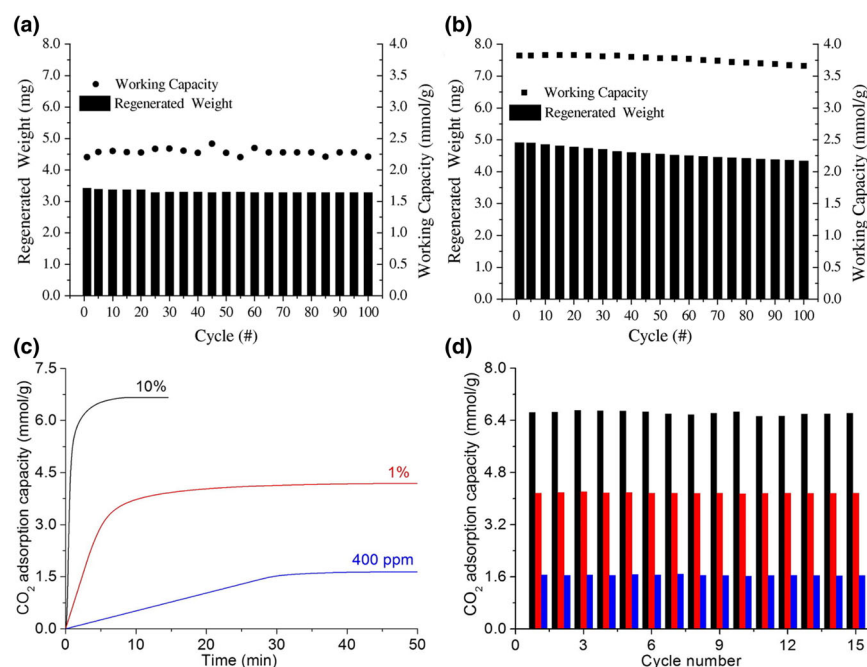 (a)
8.0
7.0
6.0
5.0
4.0
3.0
2.0
1.0
0.0
Regenerated Weight (mg)
Working Capacity
Regenerated Weight
4.0
3.5
3.0
2.5
2.0
1.5
1.0
0.5
0.0
Working Capacity (mmol/g)
0 10 20 30 40 50 60 70 80 90 100
Cycle (#)
(b)
8.0
7.0
6.0
5.0
4.0
3.0
2.0
1.0
0.0
Regenerated Weight (mg)
Working Capacity
Regenerated Weight
4.0
3.5
3.0
2.5
2.0
1.5
1.0
0.5
0.0
Working Capacity (mmol/g)
0 10 20 30 40 50 60 70 80 90 100
Cycle (#)
(c)
7.5
6.0
4.5
3.0
1.5
0.0
CO2 adsorption capacity (mmol/g)
10%
1%
400 ppm
0 10 20 30 40 50
Time (min)
(d)
8.0
6.4
4.8
3.2
1.6
0.0
CO2 adsorption capacity (mmol/g)
0 3 6 9 12 15
Cycle number